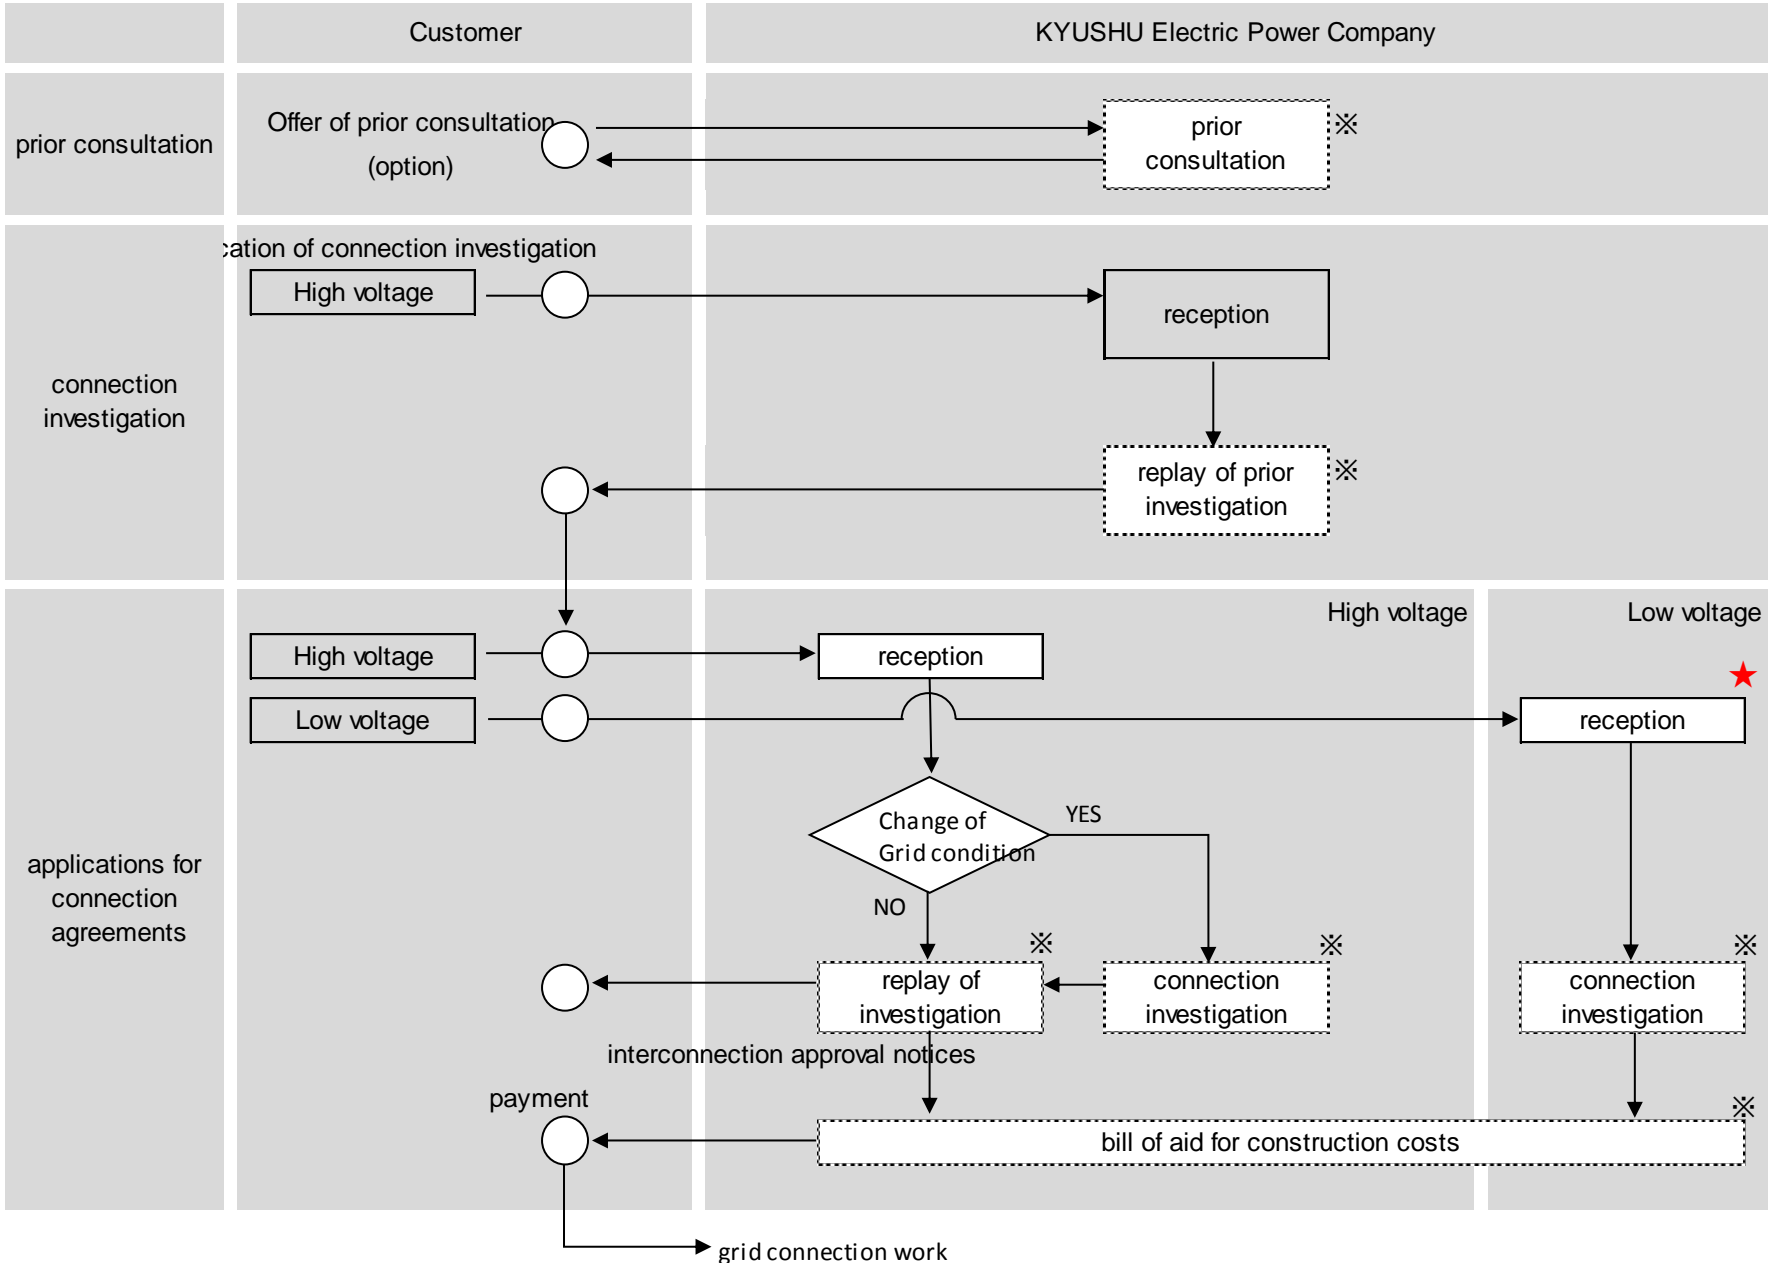 Customer
KYUSHU Electric Power Company
prior consultation
Offer of prior consultation
(option)
prior
consultation
※
connection
investigation
cation of connection investigation
High voltage
reception
replay of prior
investigation
※
applications for
connection
agreements
High voltage
Low voltage
High voltage
reception
★
Low voltage
reception
Change of
Grid condition
YES
NO
※
※
※
replay of
investigation
connection
investigation
connection
investigation
interconnection approval notices
payment
※
bill of aid for construction costs
grid connection work